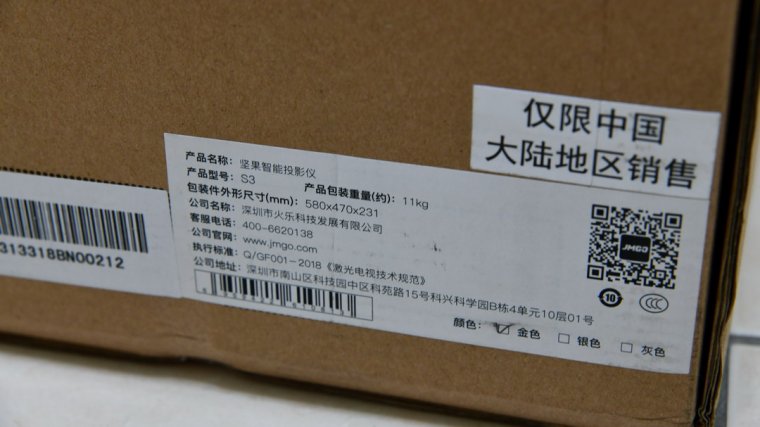 仅限中国
大陆地区销售
产品名称：坚果智能投影仪
产品型号：S3 产品包装重量(约)：11kg
包装件外形尺寸(mm)：580x470x231
公司名称：深圳市火乐科技发展有限公司
客服电话：400-6620138
公司官网：www.jmgo.com
执行标准：Q/GF001-2018《激光电视技术规范》
公司地址：深圳市南山区科技园中区科苑路15号科兴科学园B栋4单元10层01号
颜色：☑ 金色 ☐ 银色 ☐ 灰色
JMGO
10
CCC
313318BN00212